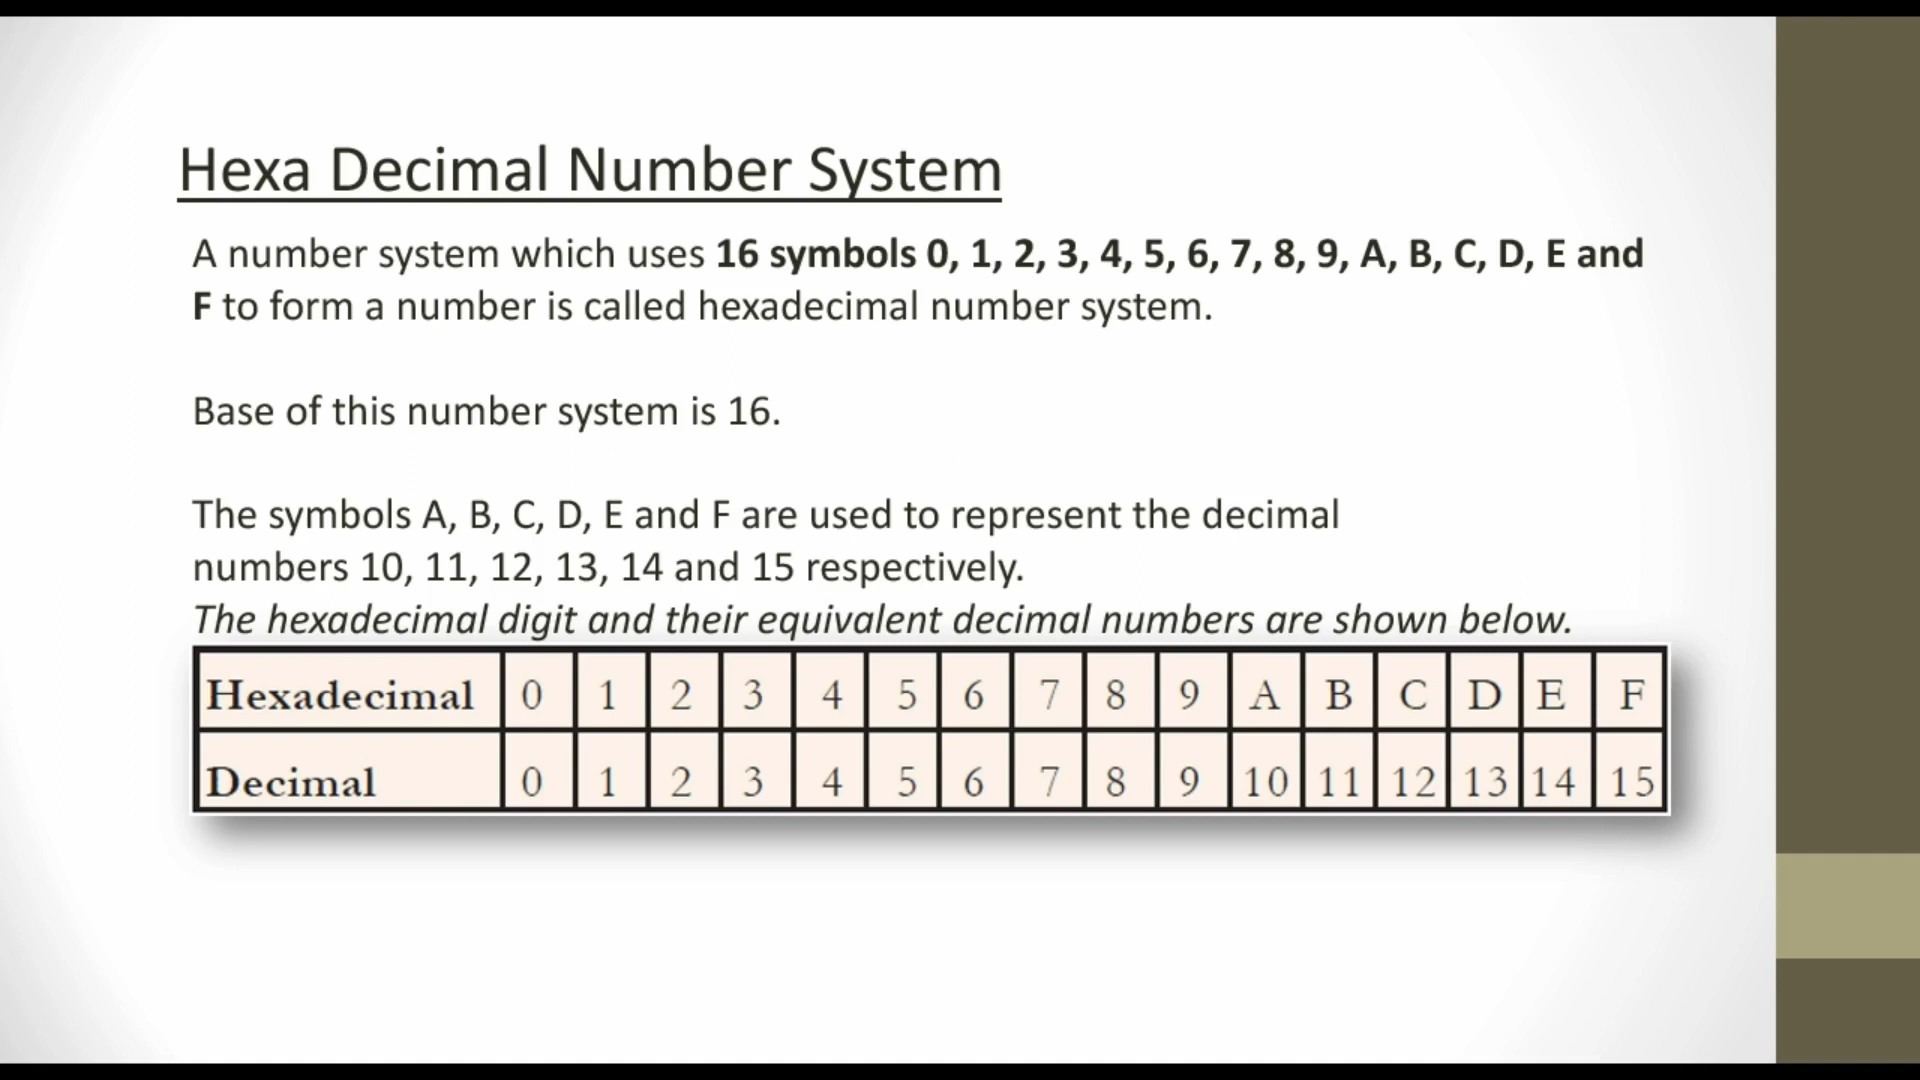 Hexa Decimal Number System
A number system which uses 16 symbols 0, 1, 2, 3, 4, 5, 6, 7, 8, 9, A, B, C, D, E and
F to form a number is called hexadecimal number system.
Base of this number system is 16.
The symbols A, B, C, D, E and F are used to represent the decimal
numbers 10, 11, 12, 13, 14 and 15 respectively.
The hexadecimal digit and their equivalent decimal numbers are shown below.
Hexadecimal 0 1 2 3 4 5 6 7 8 9 A B C D E F
Decimal 0 1 2 3 4 5 6 7 8 9 10 11 12 13 14 15